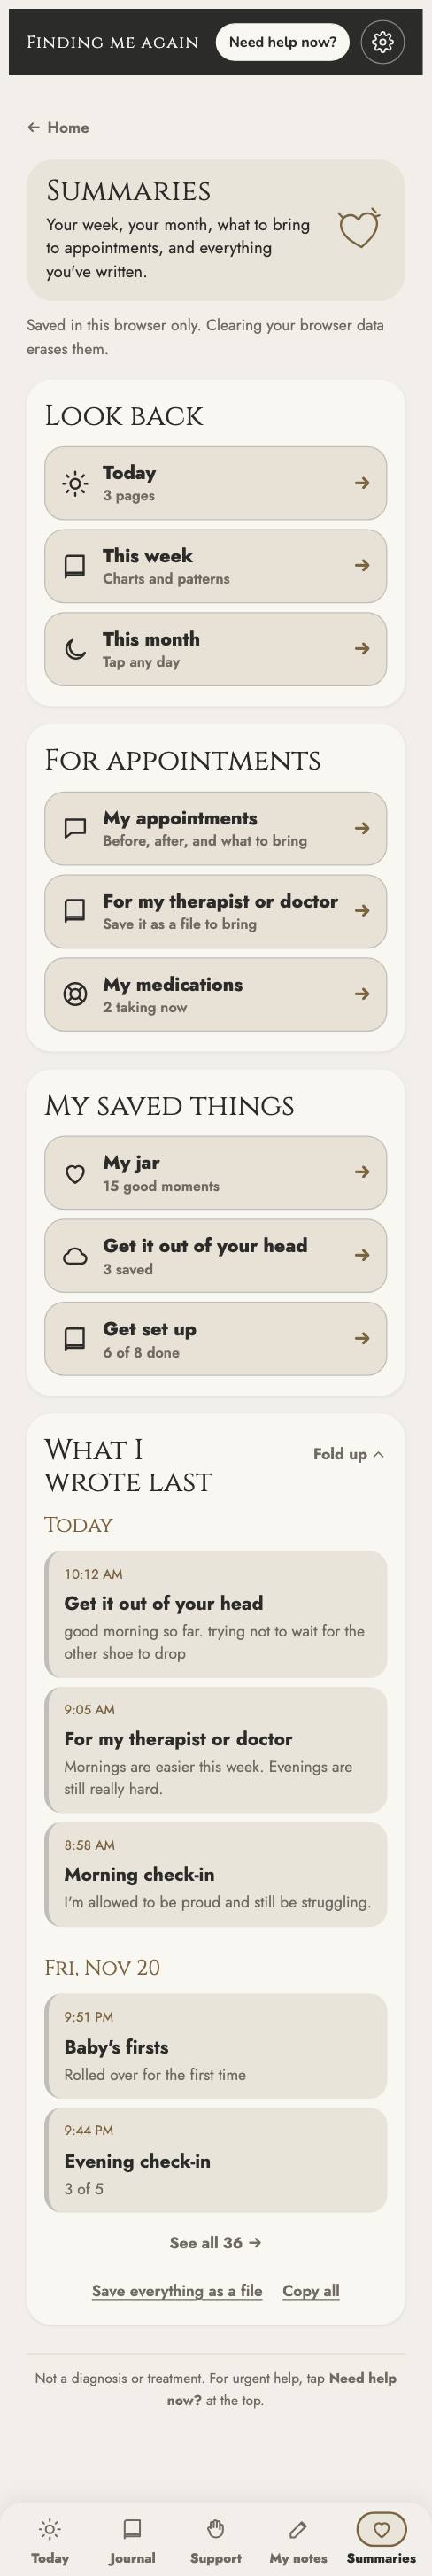 Finding me again
Need help now?
← Home
Summaries
Your week, your month, what to bring
to appointments, and everything
you've written.
Saved in this browser only. Clearing your browser data
erases them.
Look back
Today
3 pages
→
This week
Charts and patterns
→
This month
Tap any day
→
For appointments
My appointments
Before, after, and what to bring
→
For my therapist or doctor
Save it as a file to bring
→
My medications
2 taking now
→
My saved things
My jar
15 good moments
→
Get it out of your head
3 saved
→
Get set up
6 of 8 done
→
What I
wrote last
Fold up
Today
10:12 AM
Get it out of your head
good morning so far. trying not to wait for the
other shoe to drop
9:05 AM
For my therapist or doctor
Mornings are easier this week. Evenings are
still really hard.
8:58 AM
Morning check-in
I'm allowed to be proud and still be struggling.
Fri, Nov 20
9:51 PM
Baby's firsts
Rolled over for the first time
9:44 PM
Evening check-in
3 of 5
See all 36 →
Save everything as a file
Copy all
Not a diagnosis or treatment. For urgent help, tap Need help
now? at the top.
Today
Journal
Support
My notes
Summaries